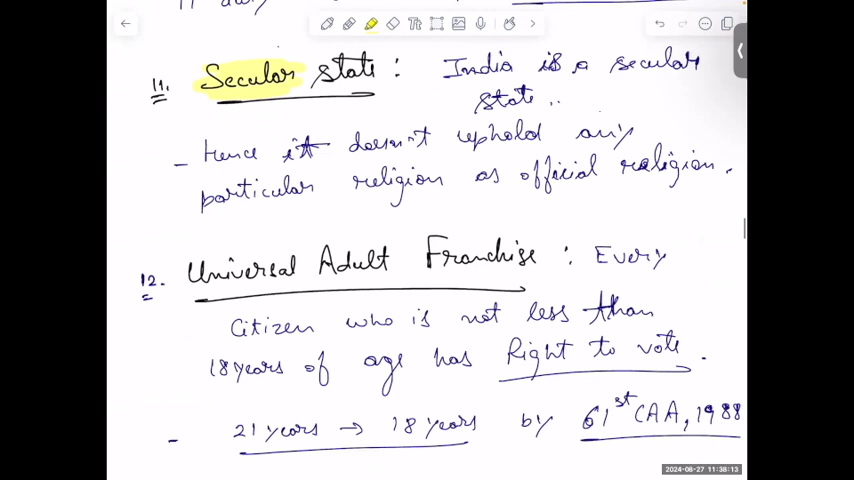 11. Secular State : India is a secular
state..
- Hence it doesn't uphold any
particular religion as official religion.
12. Universal Adult Franchise : Every
Citizen who is not less than
18 years of age has Right to vote.
- 21 years → 18 years by 61st CAA, 1988
2024-08-27 11:38:13